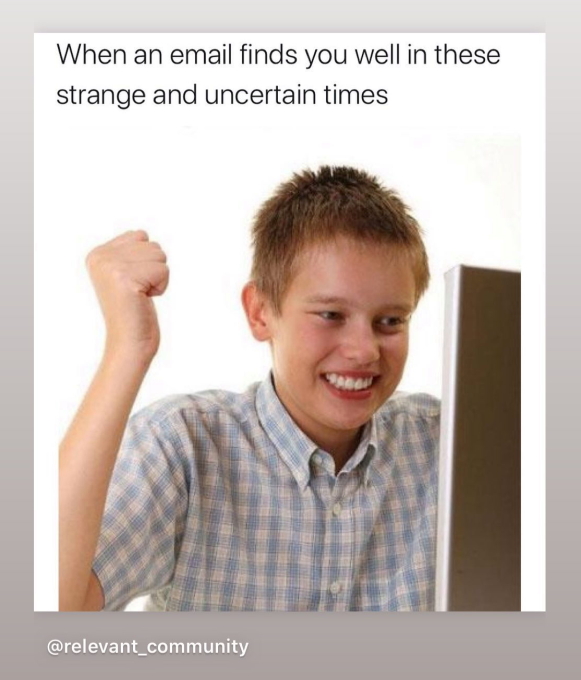 When an email finds you well in these
strange and uncertain times
@relevant_community